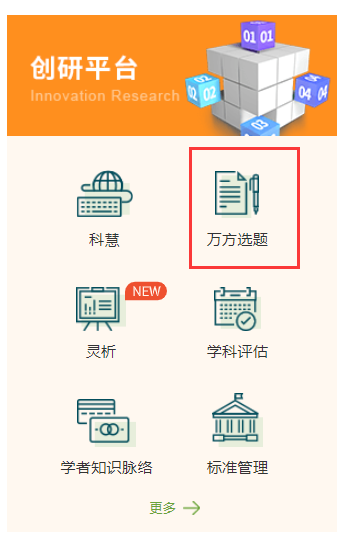 创研平台
Innovation Research
01 01
02 02
04 04
03
科慧
万方选题
NEW
灵析
学科评估
学者知识脉络
标准管理
更多